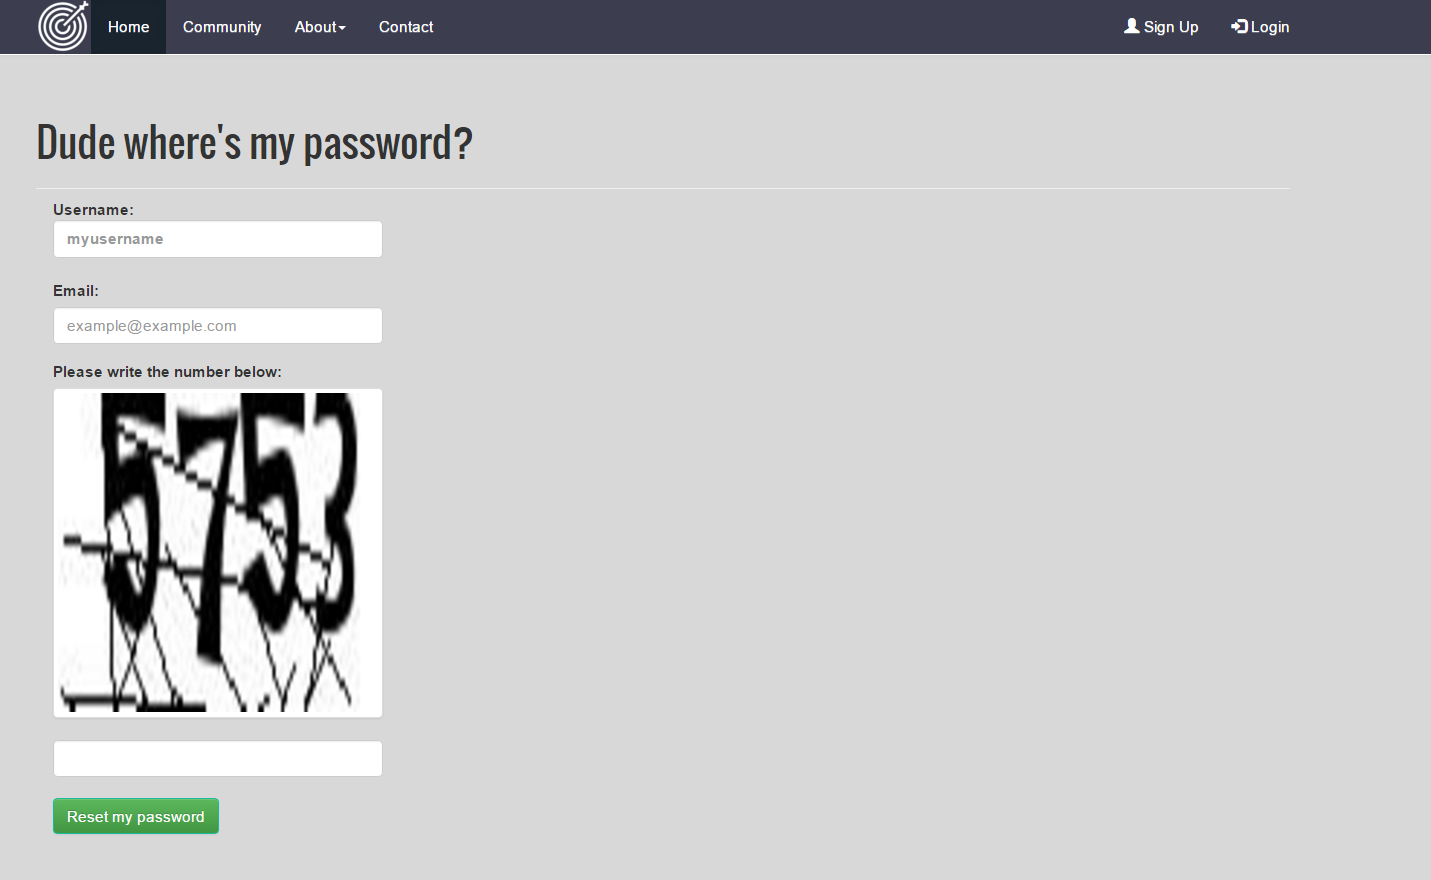 Home Community About Contact Sign Up Login
Dude where's my password?
Username:
myusername
Email:
example@example.com
Please write the number below:
5753
Reset my password